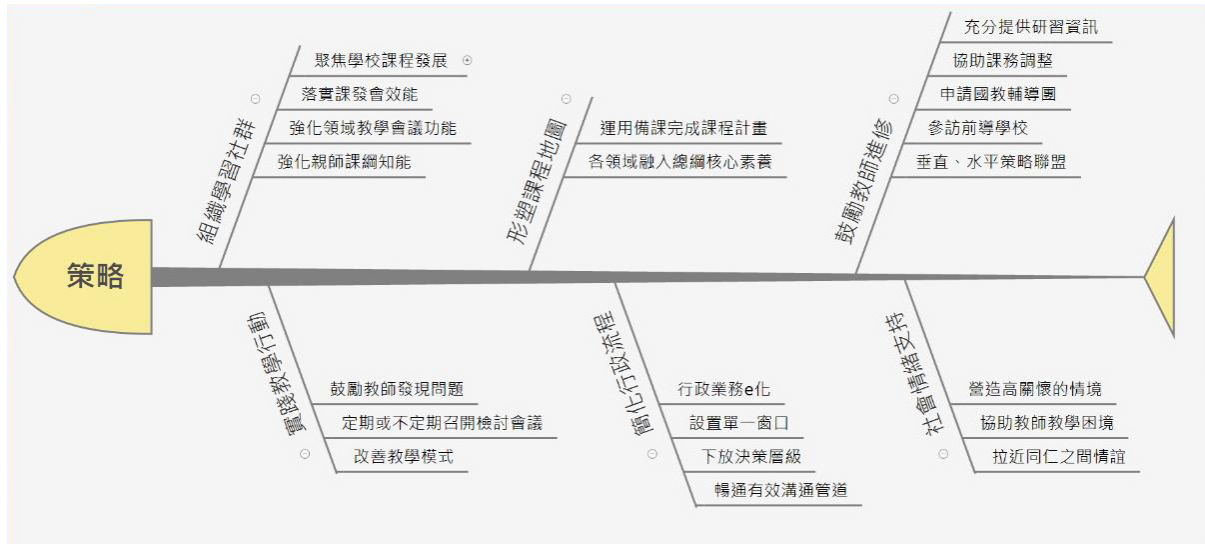 策略
組織學習社群
聚焦學校課程發展
落實課發會效能
強化領域教學會議功能
強化親師課綱知能
形塑課程地圖
運用備課完成課程計畫
各領域融入總綱核心素養
鼓勵教師進修
充分提供研習資訊
協助課務調整
申請國教輔導團
參訪前導學校
垂直、水平策略聯盟
實踐教學行動
鼓勵教師發現問題
定期或不定期召開檢討會議
改善教學模式
簡化行政流程
行政業務e化
設置單一窗口
下放決策層級
暢通有效溝通管道
社會情緒支持
營造高關懷的情境
協助教師教學困境
拉近同仁之間情誼